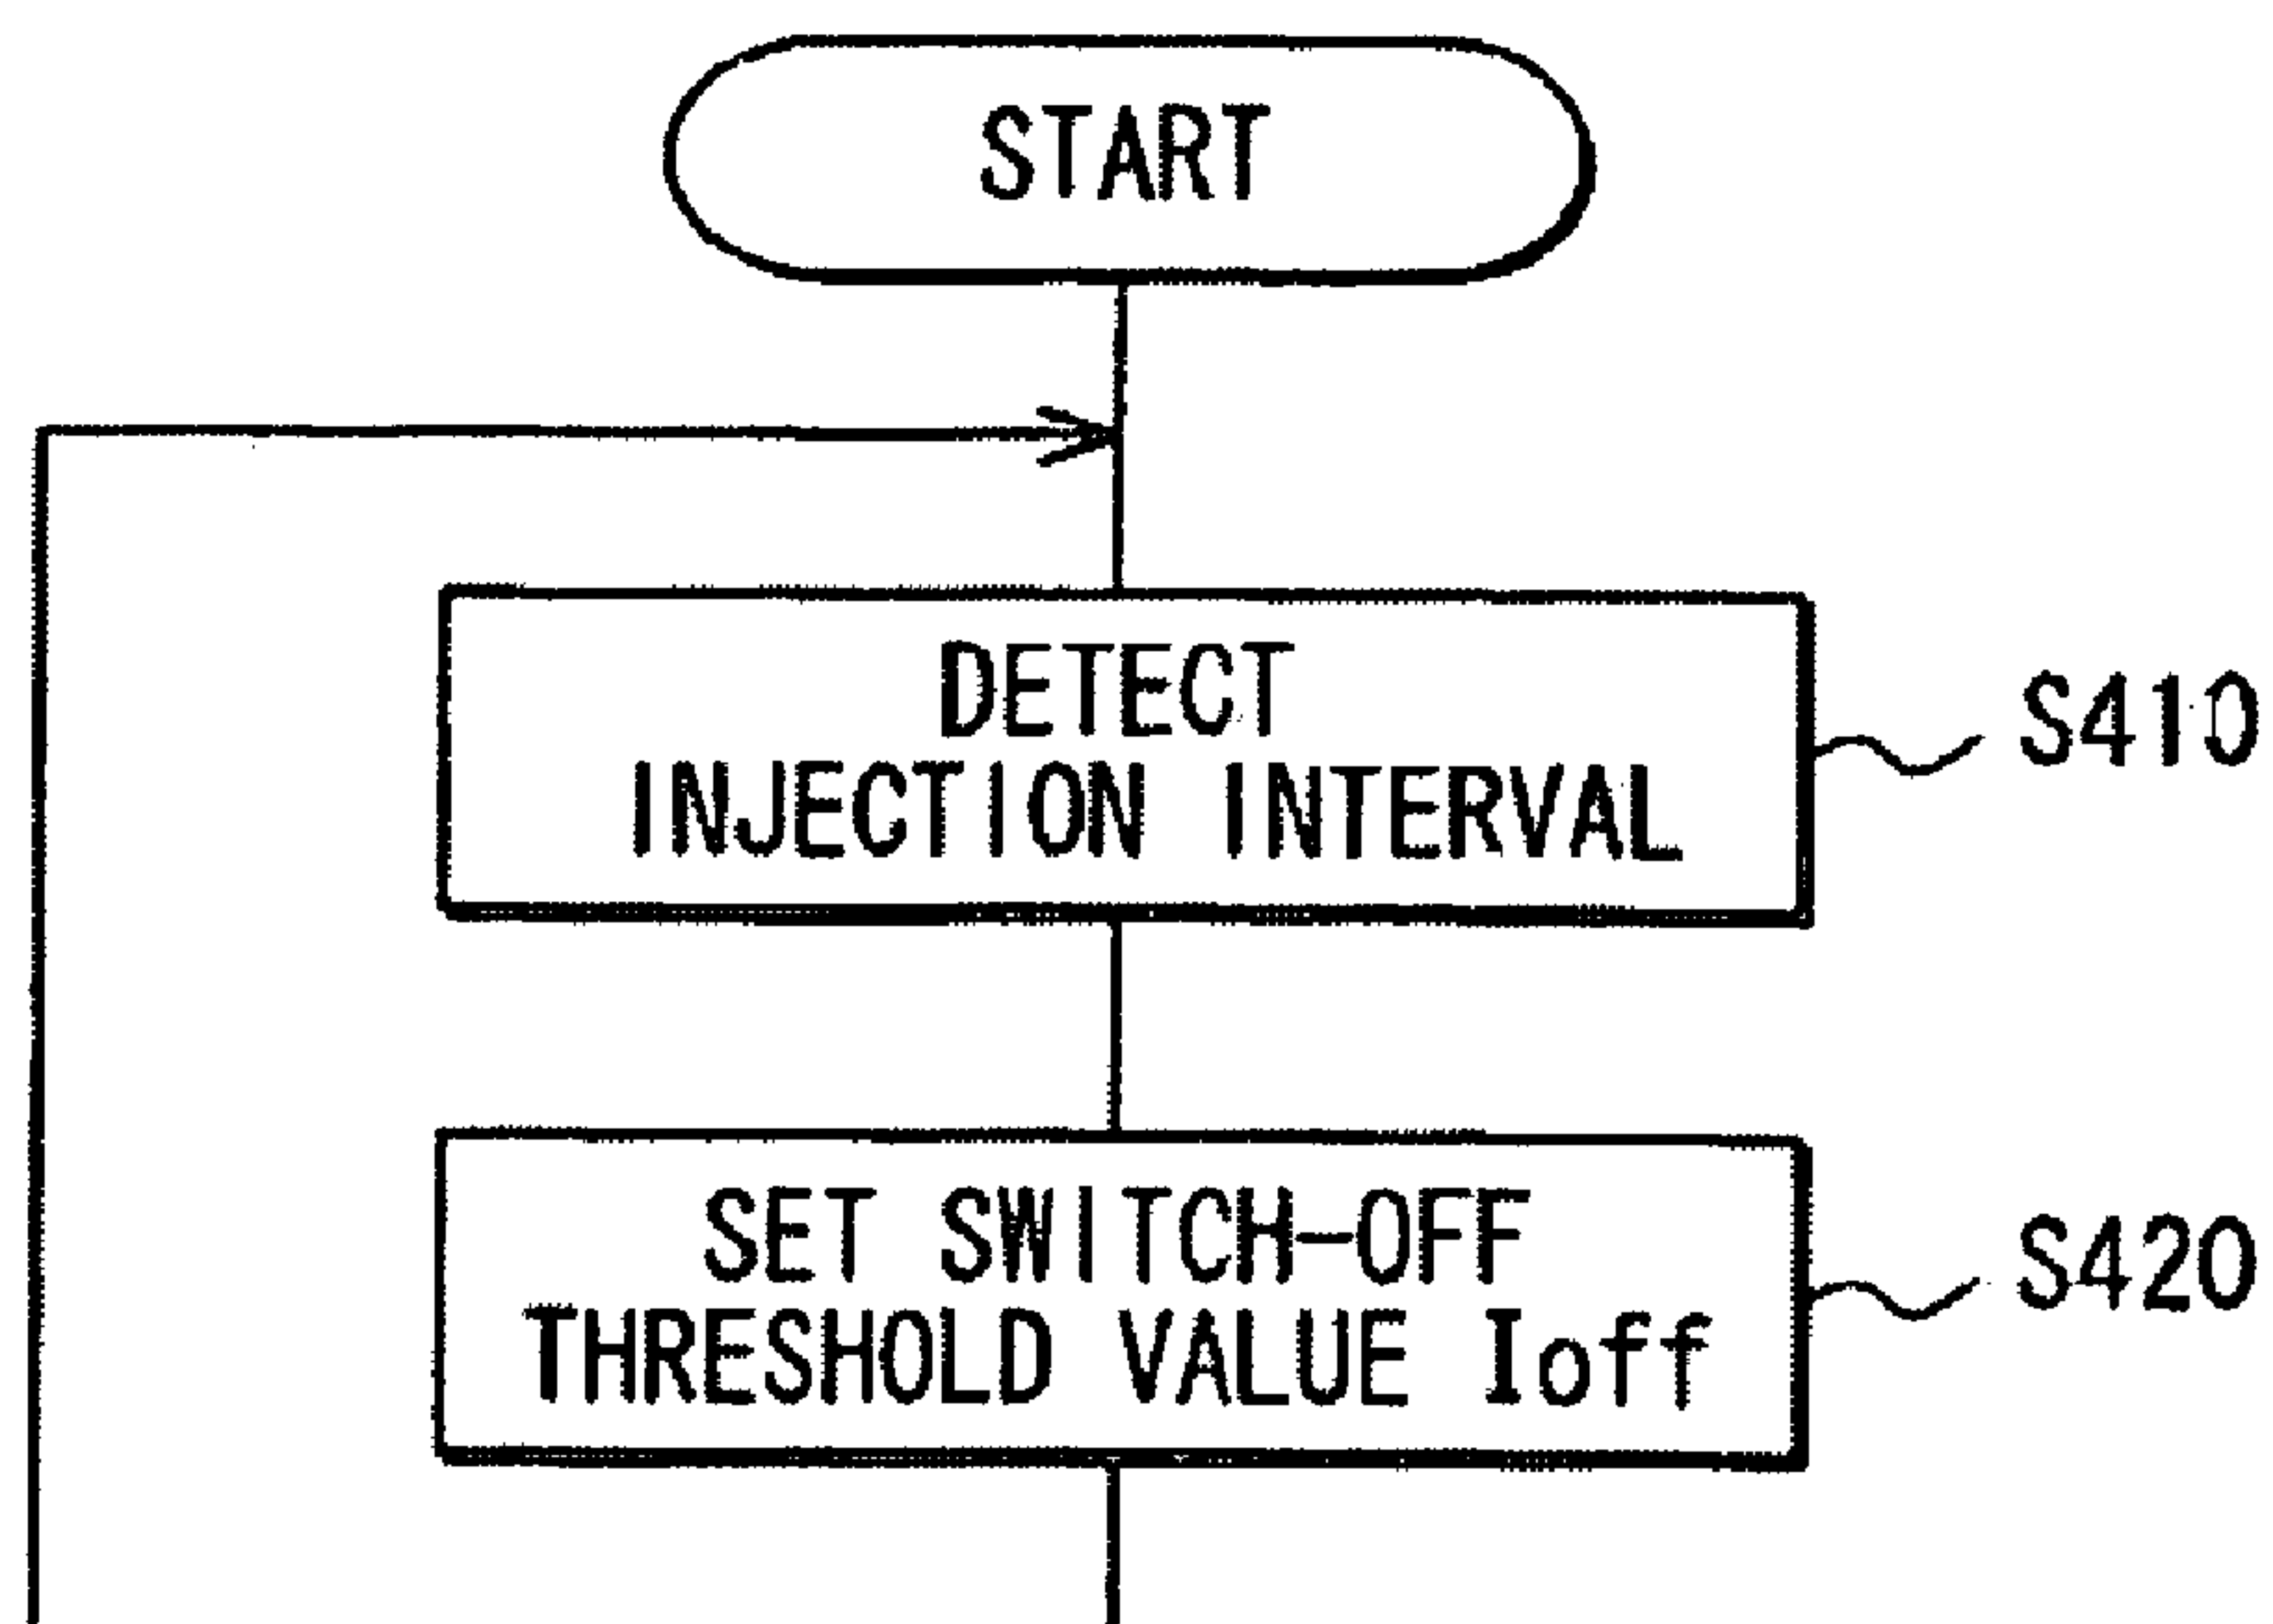 START
DETECT
INJECTION INTERVAL
S410
SET SWITCH-OFF
THRESHOLD VALUE Ioff
S420